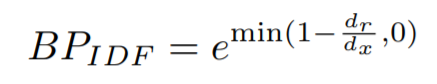 $BP_{IDF} = e^{\min(1-\frac{d_r}{d_x},0)}$